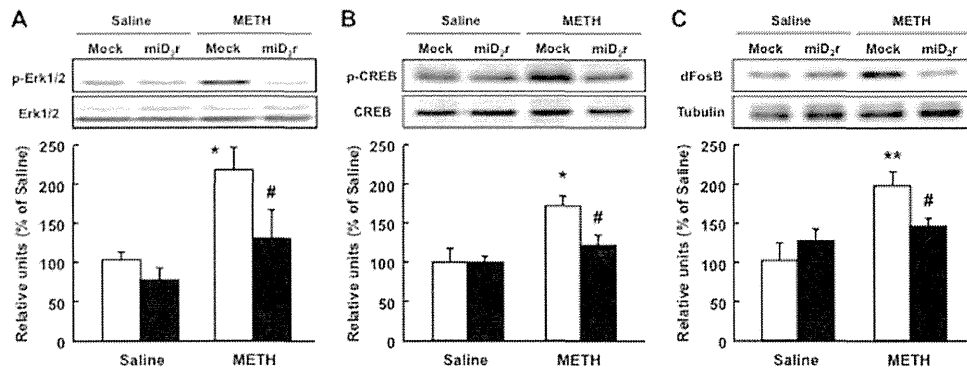 A
Saline METH
Mock miD2r Mock miD2r
p-Erk1/2
Erk1/2
Relative units (% of Saline)
250
200
150
100
50
0
*
#
Saline METH
B
Saline METH
Mock miD2r Mock miD2r
p-CREB
CREB
Relative units (% of Saline)
250
200
150
100
50
0
*
#
Saline METH
C
Saline METH
Mock miD2r Mock miD2r
dFosB
Tubulin
Relative units (% of Saline)
250
200
150
100
50
0
**
#
Saline METH